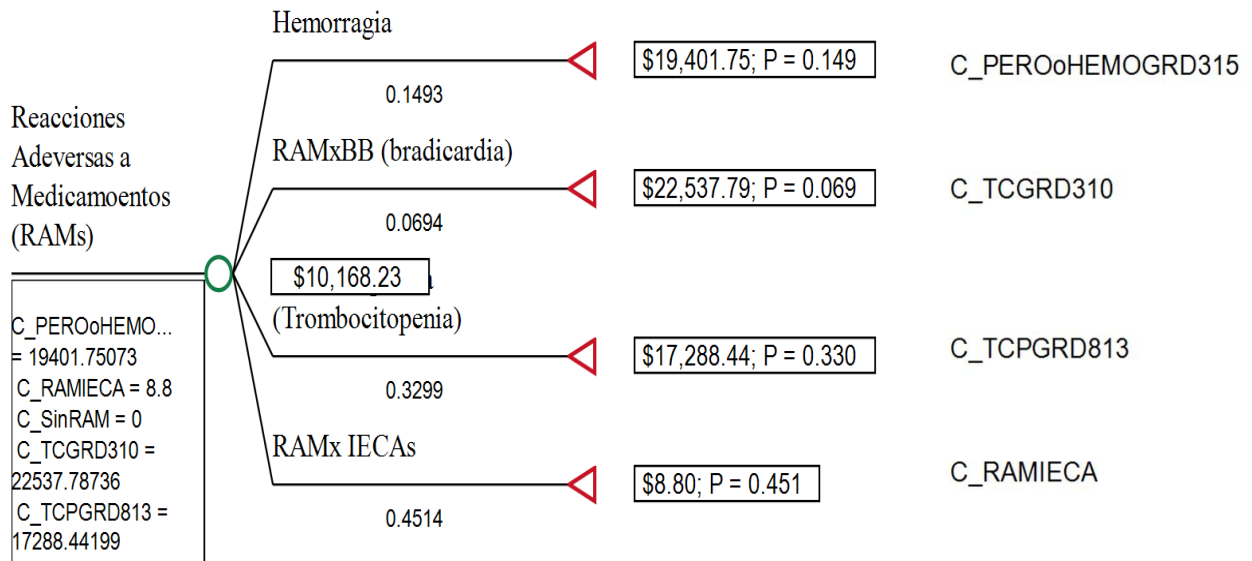 Hemorragia
$19,401.75; P = 0.149
C_PEROoHEMOGRD315
0.1493
Reacciones
Adeversas a
Medicamoentos
(RAMs)
RAMxBB (bradicardia)
$22,537.79; P = 0.069
C_TCGRD310
0.0694
$10,168.23
(Trombocitopenia)
$17,288.44; P = 0.330
C_TCPGRD813
0.3299
RAMx IECAs
$8.80; P = 0.451
C_RAMIECA
0.4514
C_PEROoHEMO...
= 19401.75073
C_RAMIECA = 8.8
C_SinRAM = 0
C_TCGRD310 =
22537.78736
C_TCPGRD813 =
17288.44199